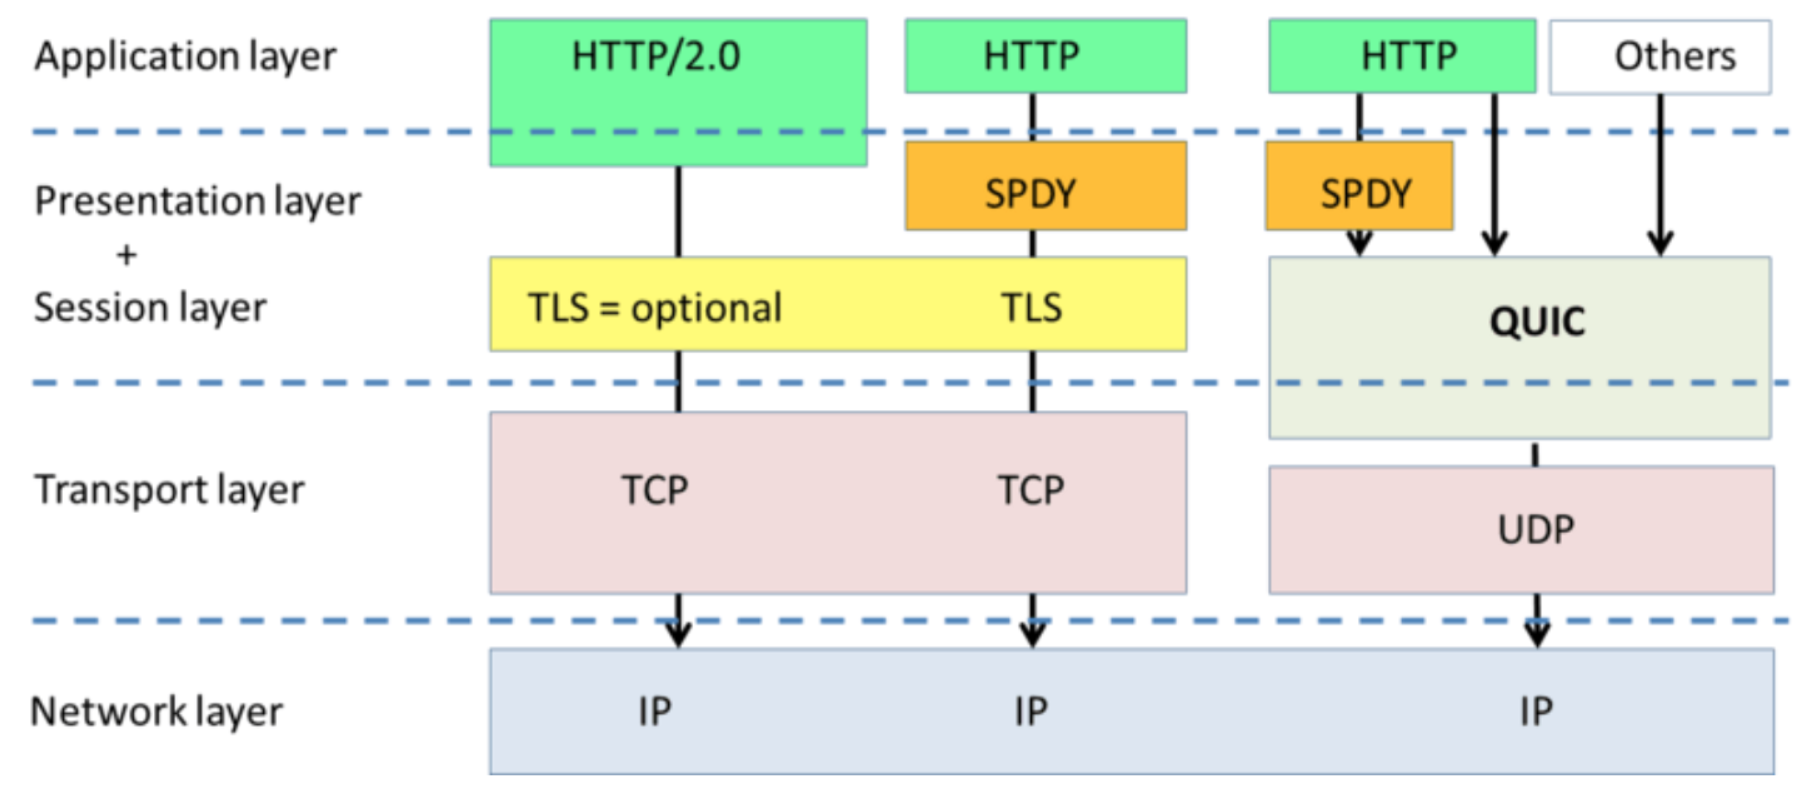 Application layer
HTTP/2.0
HTTP
HTTP
Others
Presentation layer
+
Session layer
SPDY
SPDY
TLS = optional
TLS
QUIC
Transport layer
TCP
TCP
UDP
Network layer
IP
IP
IP